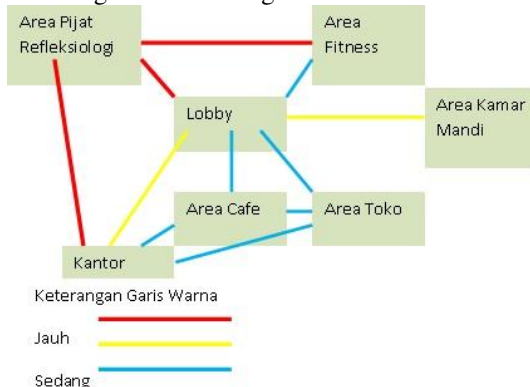 Area Pijat
Refleksiologi
Area
Fitness
Lobby
Area Kamar
Mandi
Area Cafe
Area Toko
Kantor
Keterangan Garis Warna
Jauh
Sedang